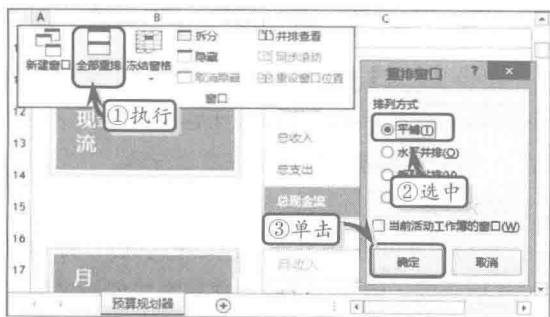 A B C
拆分 并排查看
新建窗口 全部重排 冻结窗格 隐藏 同步滚动
取消隐藏 重设窗口位置
窗口
①执行
重排窗口 ? ×
排列方式
平铺(T)
水平并排(O)
②选中
当前活动工作簿的窗口(W)
确定 取消
12
13
14
15
16
17
现
流
总收入
总支出
总现金流
③单击
月收入
月
预算规划器